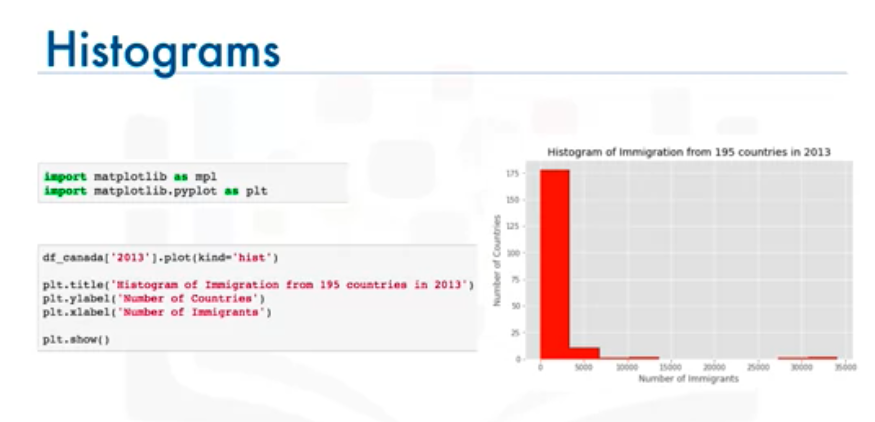 Histograms
import matplotlib as mpl
import matplotlib.pyplot as plt
df_canada['2013'].plot(kind='hist')
plt.title('Histogram of Immigration from 195 countries in 2013')
plt.ylabel('Number of Countries')
plt.xlabel('Number of Immigrants')
plt.show()
Histogram of Immigration from 195 countries in 2013
Number of Countries
175
150
125
100
75
50
25
0
0 5000 10000 15000 20000 25000 30000 35000
Number of Immigrants